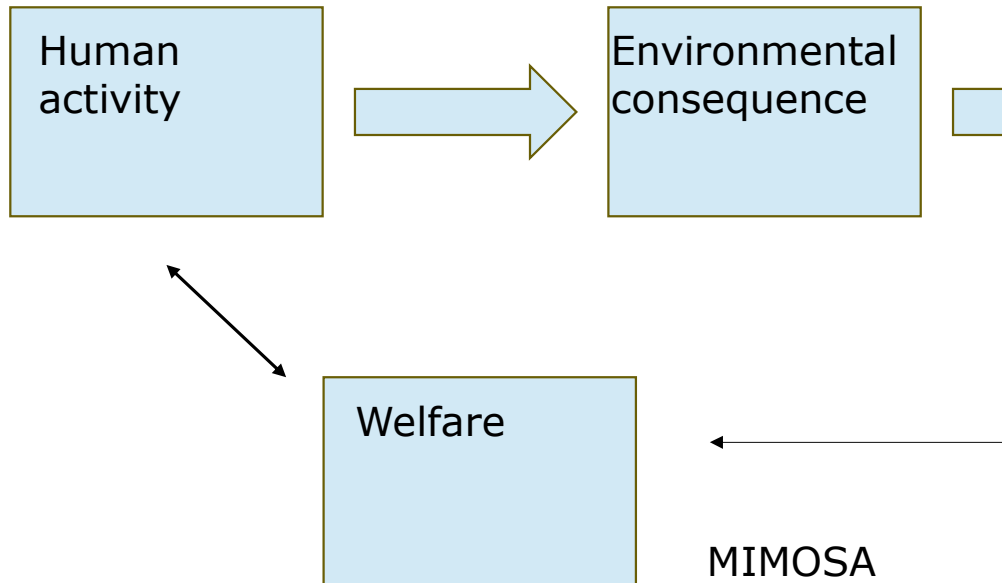 Human
activity
Environmental
consequence
Welfare
MIMOSA